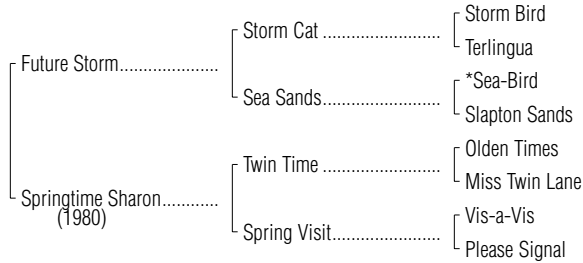 Storm Bird
Storm Cat ........................
Terlingua
Future Storm....................
*Sea-Bird
Sea Sands........................
Slapton Sands
Olden Times
Twin Time ........................
Miss Twin Lane
Springtime Sharon............
(1980)
Vis-a-Vis
Spring Visit......................
Please Signal